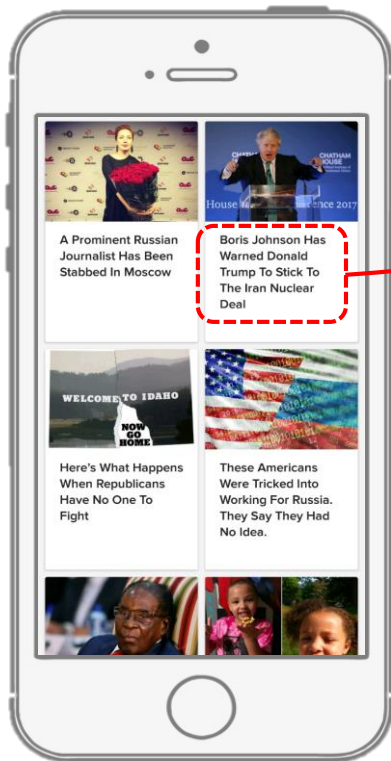 CHATHAM
HOUSE
CHATHAM
House
ence 2017
A Prominent Russian
Journalist Has Been
Stabbed In Moscow
Boris Johnson Has
Warned Donald
Trump To Stick To
The Iran Nuclear
Deal
WELCOME TO IDAHO
NOW
GO
HOME
Here's What Happens
When Republicans
Have No One To
Fight
These Americans
Were Tricked Into
Working For Russia.
They Say They Had
No Idea.